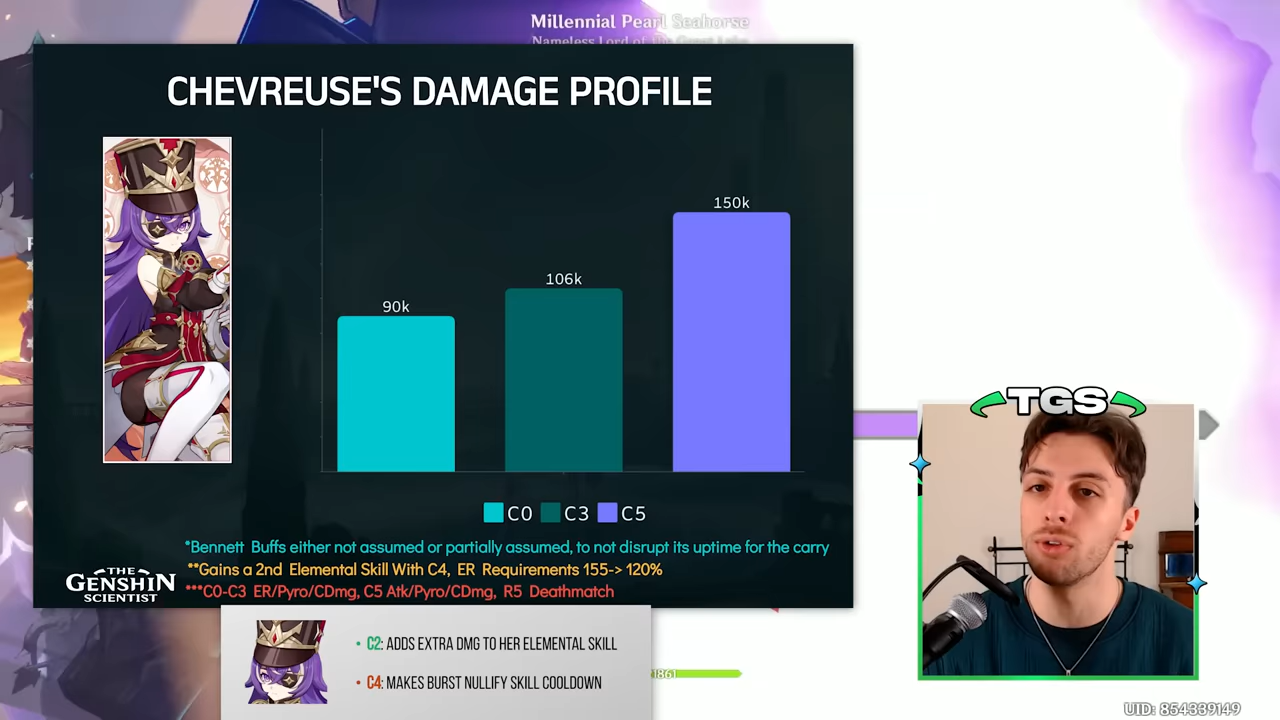 Millennial Pearl Seahorse
Nameless Lord of the Great Lake
CHEVREUSE'S DAMAGE PROFILE
150k
106k
90k
C0 C3 C5
*Bennett Buffs either not assumed or partially assumed, to not disrupt its uptime for the carry
**Gains a 2nd Elemental Skill With C4, ER Requirements 155-> 120%
***C0-C3 ER/Pyro/CDmg, C5 Atk/Pyro/CDmg, R5 Deathmatch
THE
GENSHIN
SCIENTIST
TGS
• C2: ADDS EXTRA DMG TO HER ELEMENTAL SKILL
• C4: MAKES BURST NULLIFY SKILL COOLDOWN
UID: 854339149